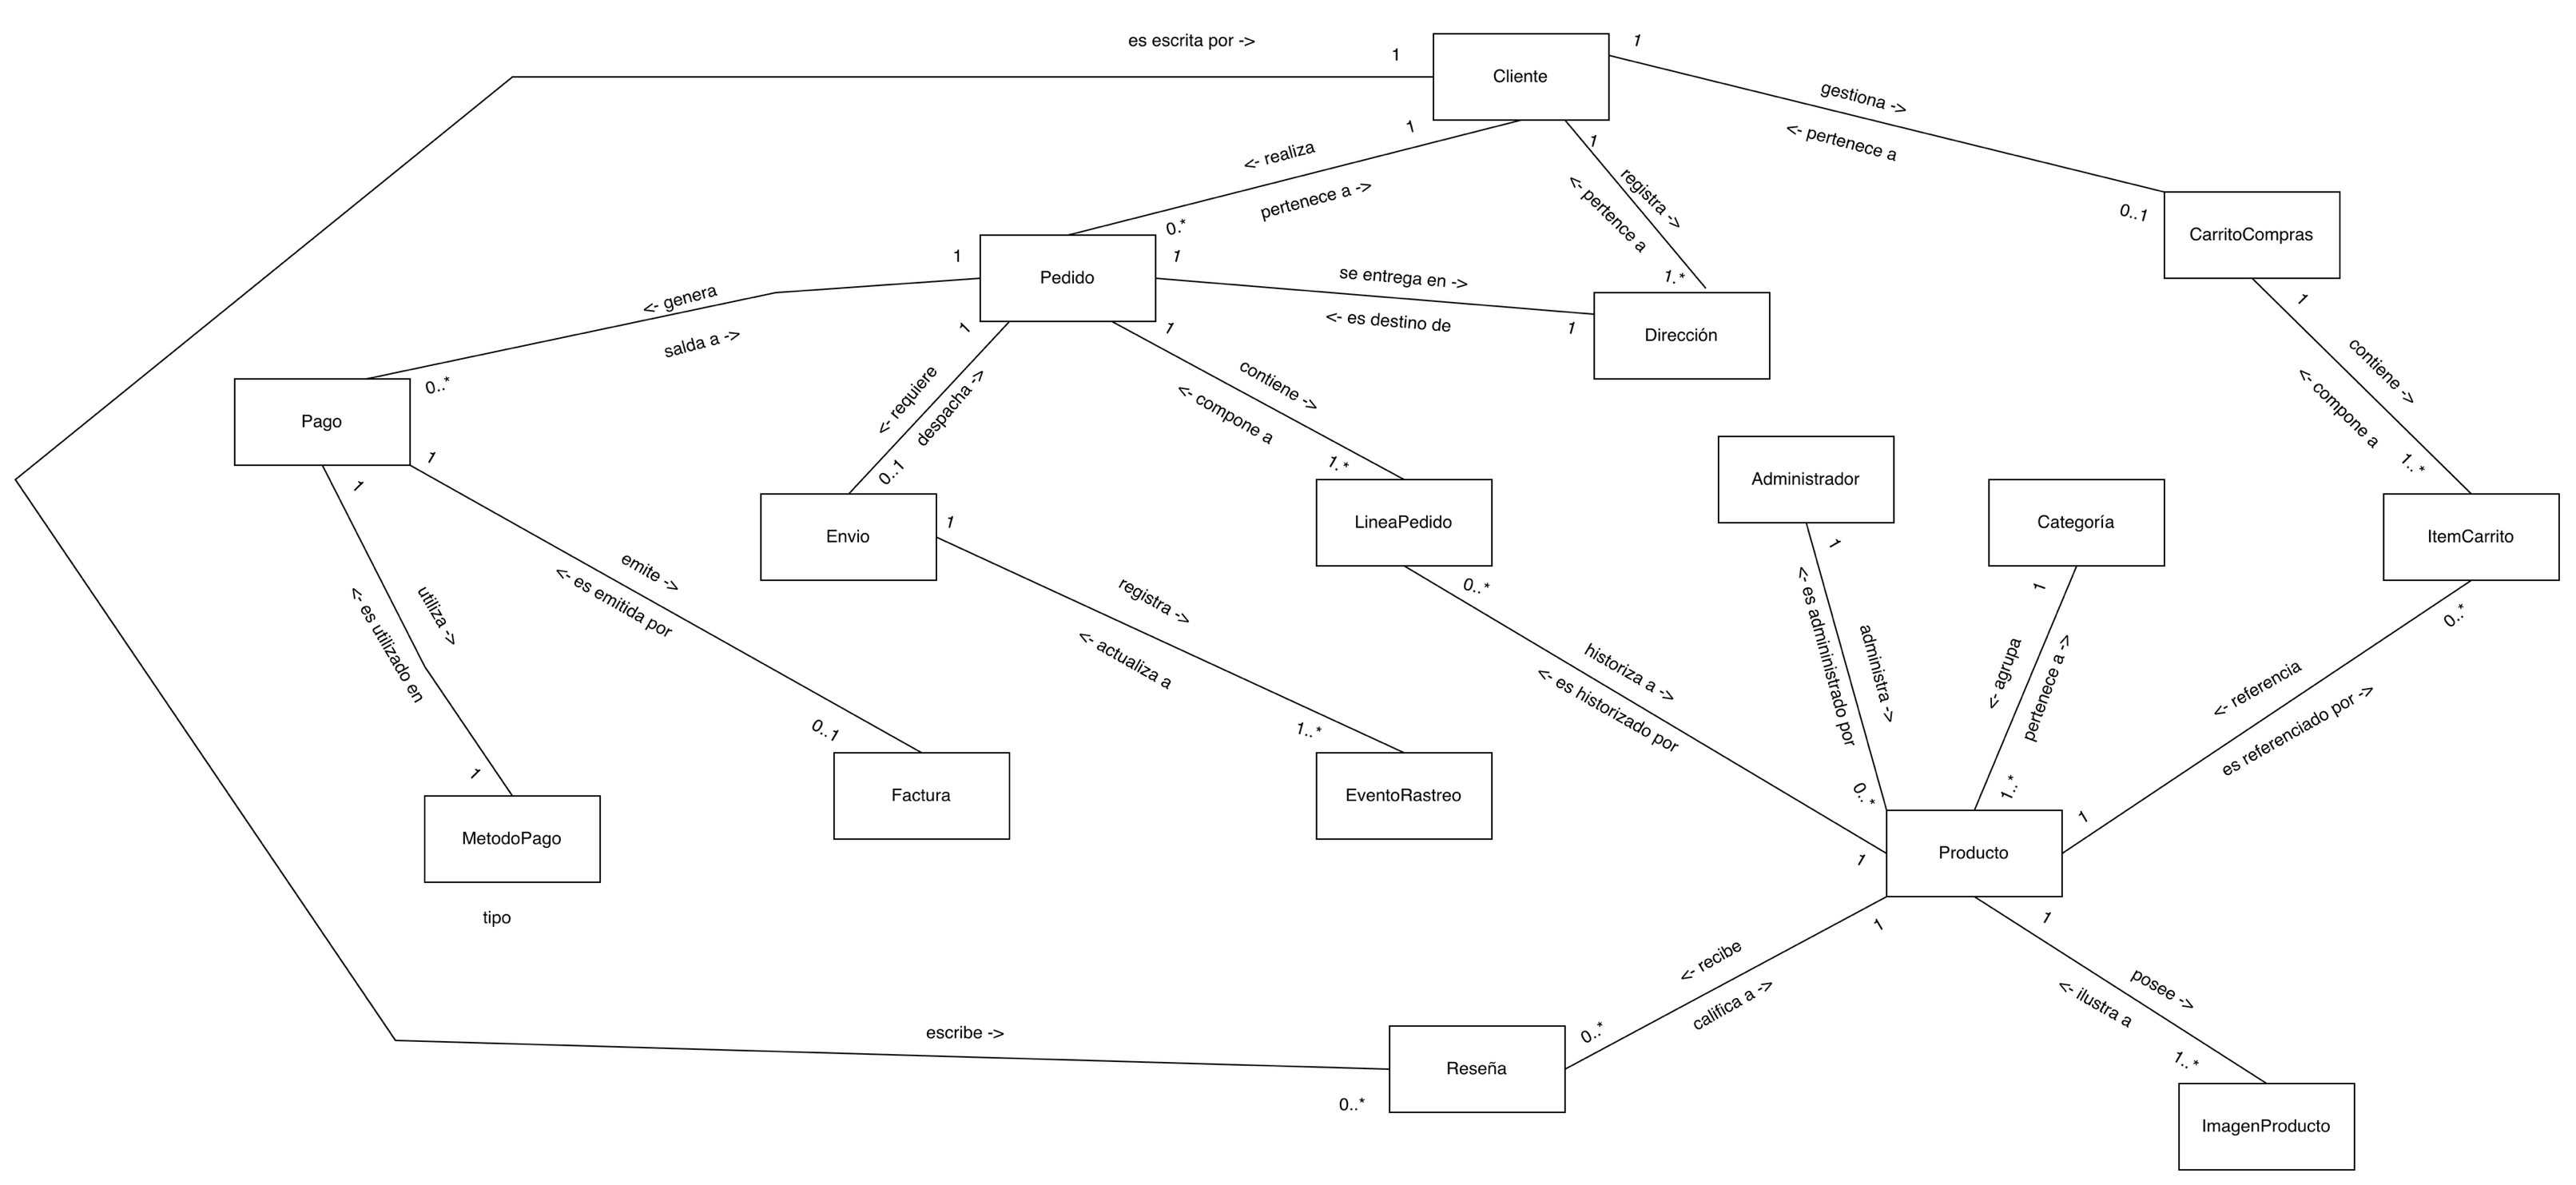 es escrita por ->
1
Cliente
1
gestiona ->
<- pertenece a
0..1
CarritoCompras
1
<- realiza
pertenece a ->
0.*
1
registra ->
<- pertence a
1.*
1
Pedido
1
se entrega en ->
<- es destino de
1
Dirección
<- genera
salda a ->
0..*
Pago
1
<- requiere
despacha ->
0..1
1
contiene ->
<- compone a
1.*
1
contiene ->
<- compone a
1..*
Administrador
Categoría
LineaPedido
Envio
ItemCarrito
1
1
emite ->
<- es emitida por
0..1
utiliza ->
<- es utilizado en
1
1
registra ->
<- actualiza a
1..*
0..*
historiza a ->
<- es historizado por
1
1
<- es administrado por
administra ->
0..*
1
<- agrupa
pertenece a ->
1..*
0..*
<- referencia
es referenciado por ->
1
MetodoPago
tipo
Factura
EventoRastreo
Producto
1
<- recibe
califica a ->
0..*
1
posee ->
<- ilustra a
1..*
escribe ->
0..*
Reseña
ImagenProducto